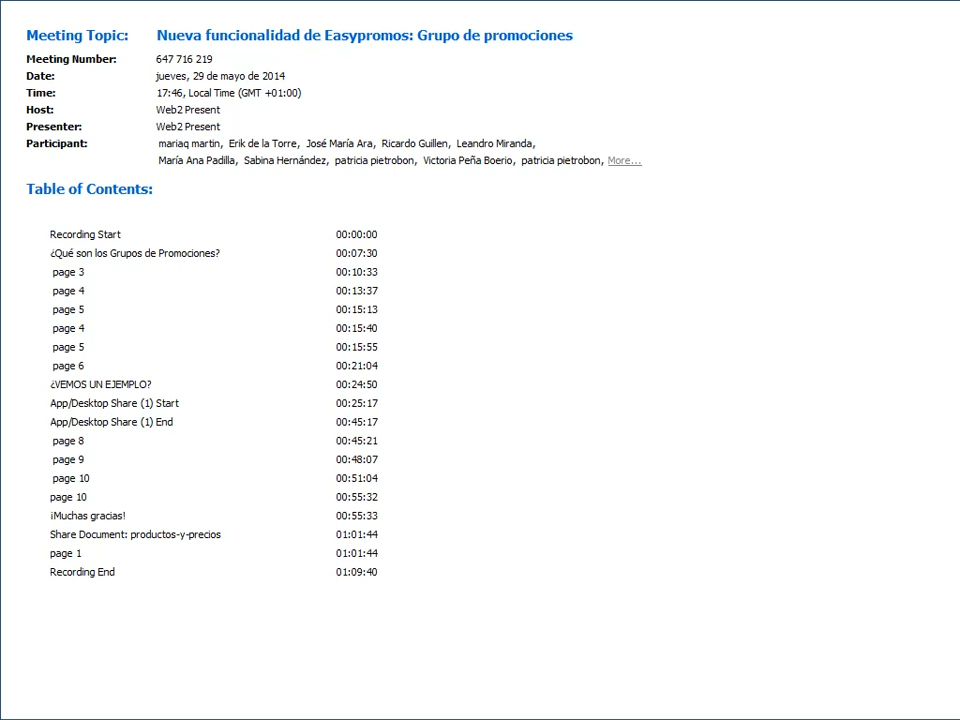 Meeting Topic: Nueva funcionalidad de Easypromos: Grupo de promociones
Meeting Number: 647 716 219
Date: jueves, 29 de mayo de 2014
Time: 17:46, Local Time (GMT +01:00)
Host: Web2 Present
Presenter: Web2 Present
Participant: mariaq martin, Erik de la Torre, José María Ara, Ricardo Guillen, Leandro Miranda,
María Ana Padilla, Sabina Hernández, patricia pietrobon, Victoria Peña Boerio, patricia pietrobon, More...
Table of Contents:
Recording Start 00:00:00
¿Qué son los Grupos de Promociones? 00:07:30
page 3 00:10:33
page 4 00:13:37
page 5 00:15:13
page 4 00:15:40
page 5 00:15:55
page 6 00:21:04
¿VEMOS UN EJEMPLO? 00:24:50
App/Desktop Share (1) Start 00:25:17
App/Desktop Share (1) End 00:45:17
page 8 00:45:21
page 9 00:48:07
page 10 00:51:04
page 10 00:55:32
¡Muchas gracias! 00:55:33
Share Document: productos-y-precios 01:01:44
page 1 01:01:44
Recording End 01:09:40